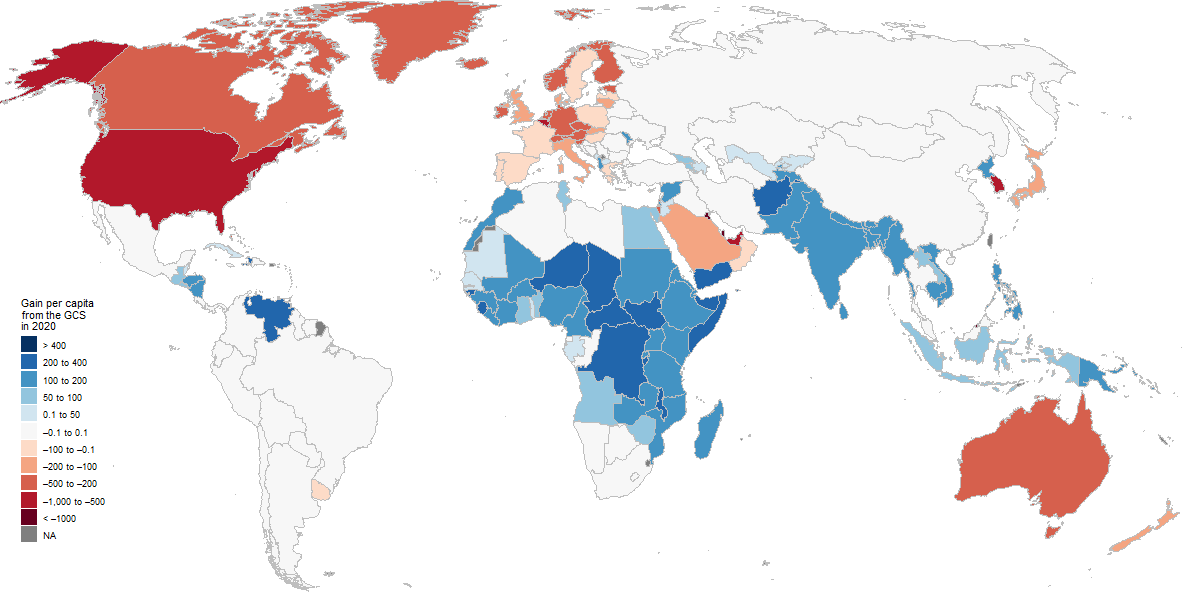 Gain per capita
from the GCS
in 2020
> 400
200 to 400
100 to 200
50 to 100
0.1 to 50
–0.1 to 0.1
–100 to –0.1
–200 to –100
–500 to –200
–1,000 to –500
< –1000
NA